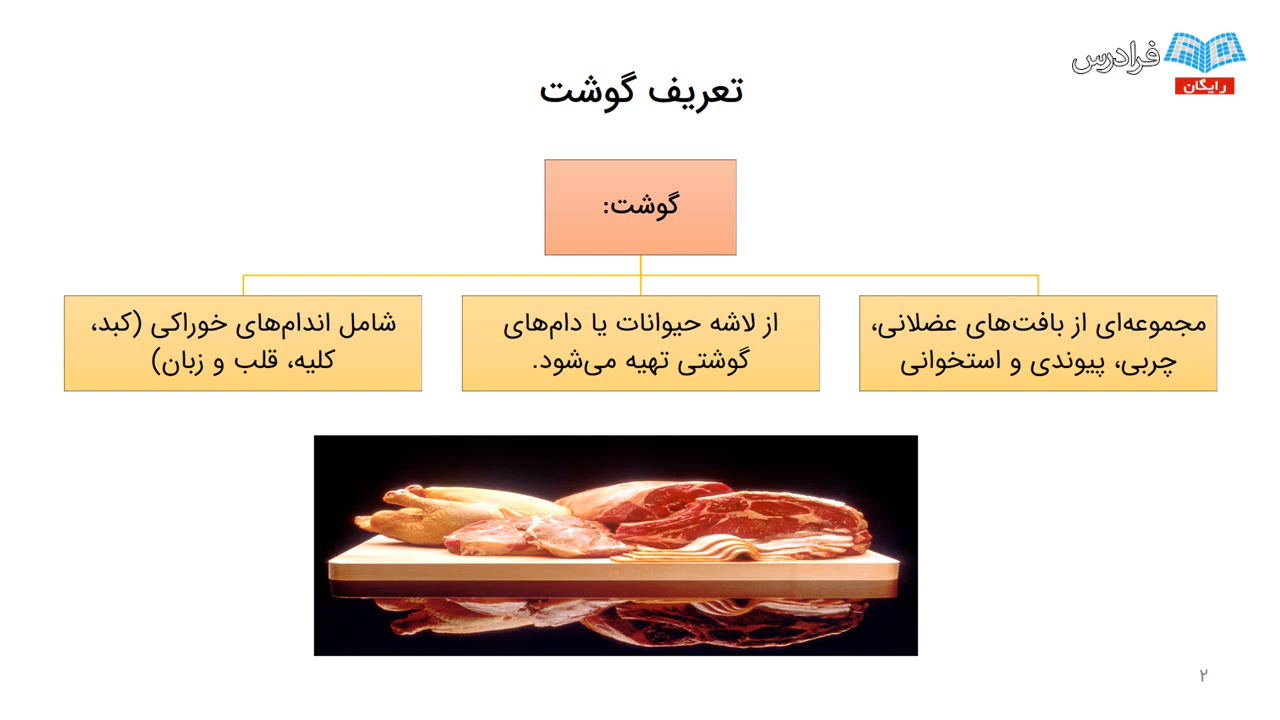 فرادرس
رایگان
تعریف گوشت
گوشت:
مجموعه‌ای از بافت‌های عضلانی،
چربی، پیوندی و استخوانی
از لاشه حیوانات یا دام‌های
گوشتی تهیه می‌شود.
شامل اندام‌های خوراکی (کبد،
کلیه، قلب و زبان)
۲